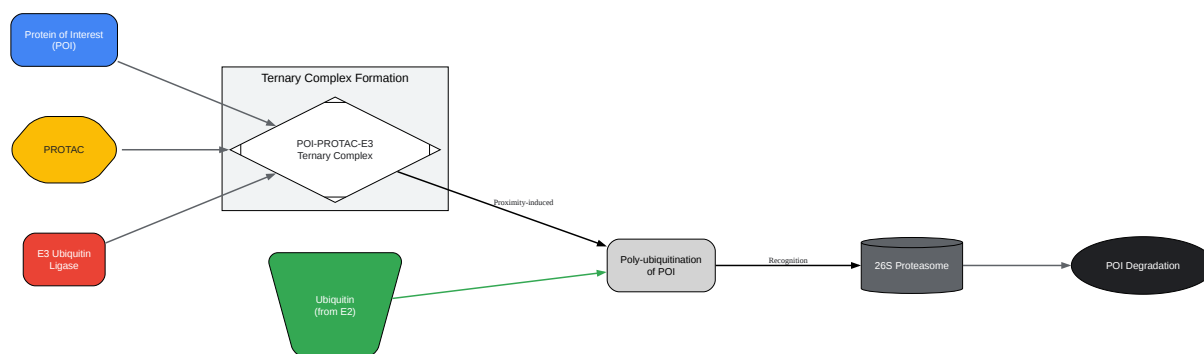 Protein of Interest
(POI)
Ternary Complex Formation
PROTAC
POI-PROTAC-E3
Ternary Complex
Proximity-induced
E3 Ubiquitin
Ligase
Poly-ubiquitination
of POI
Recognition
26S Proteasome
POI Degradation
Ubiquitin
(from E2)